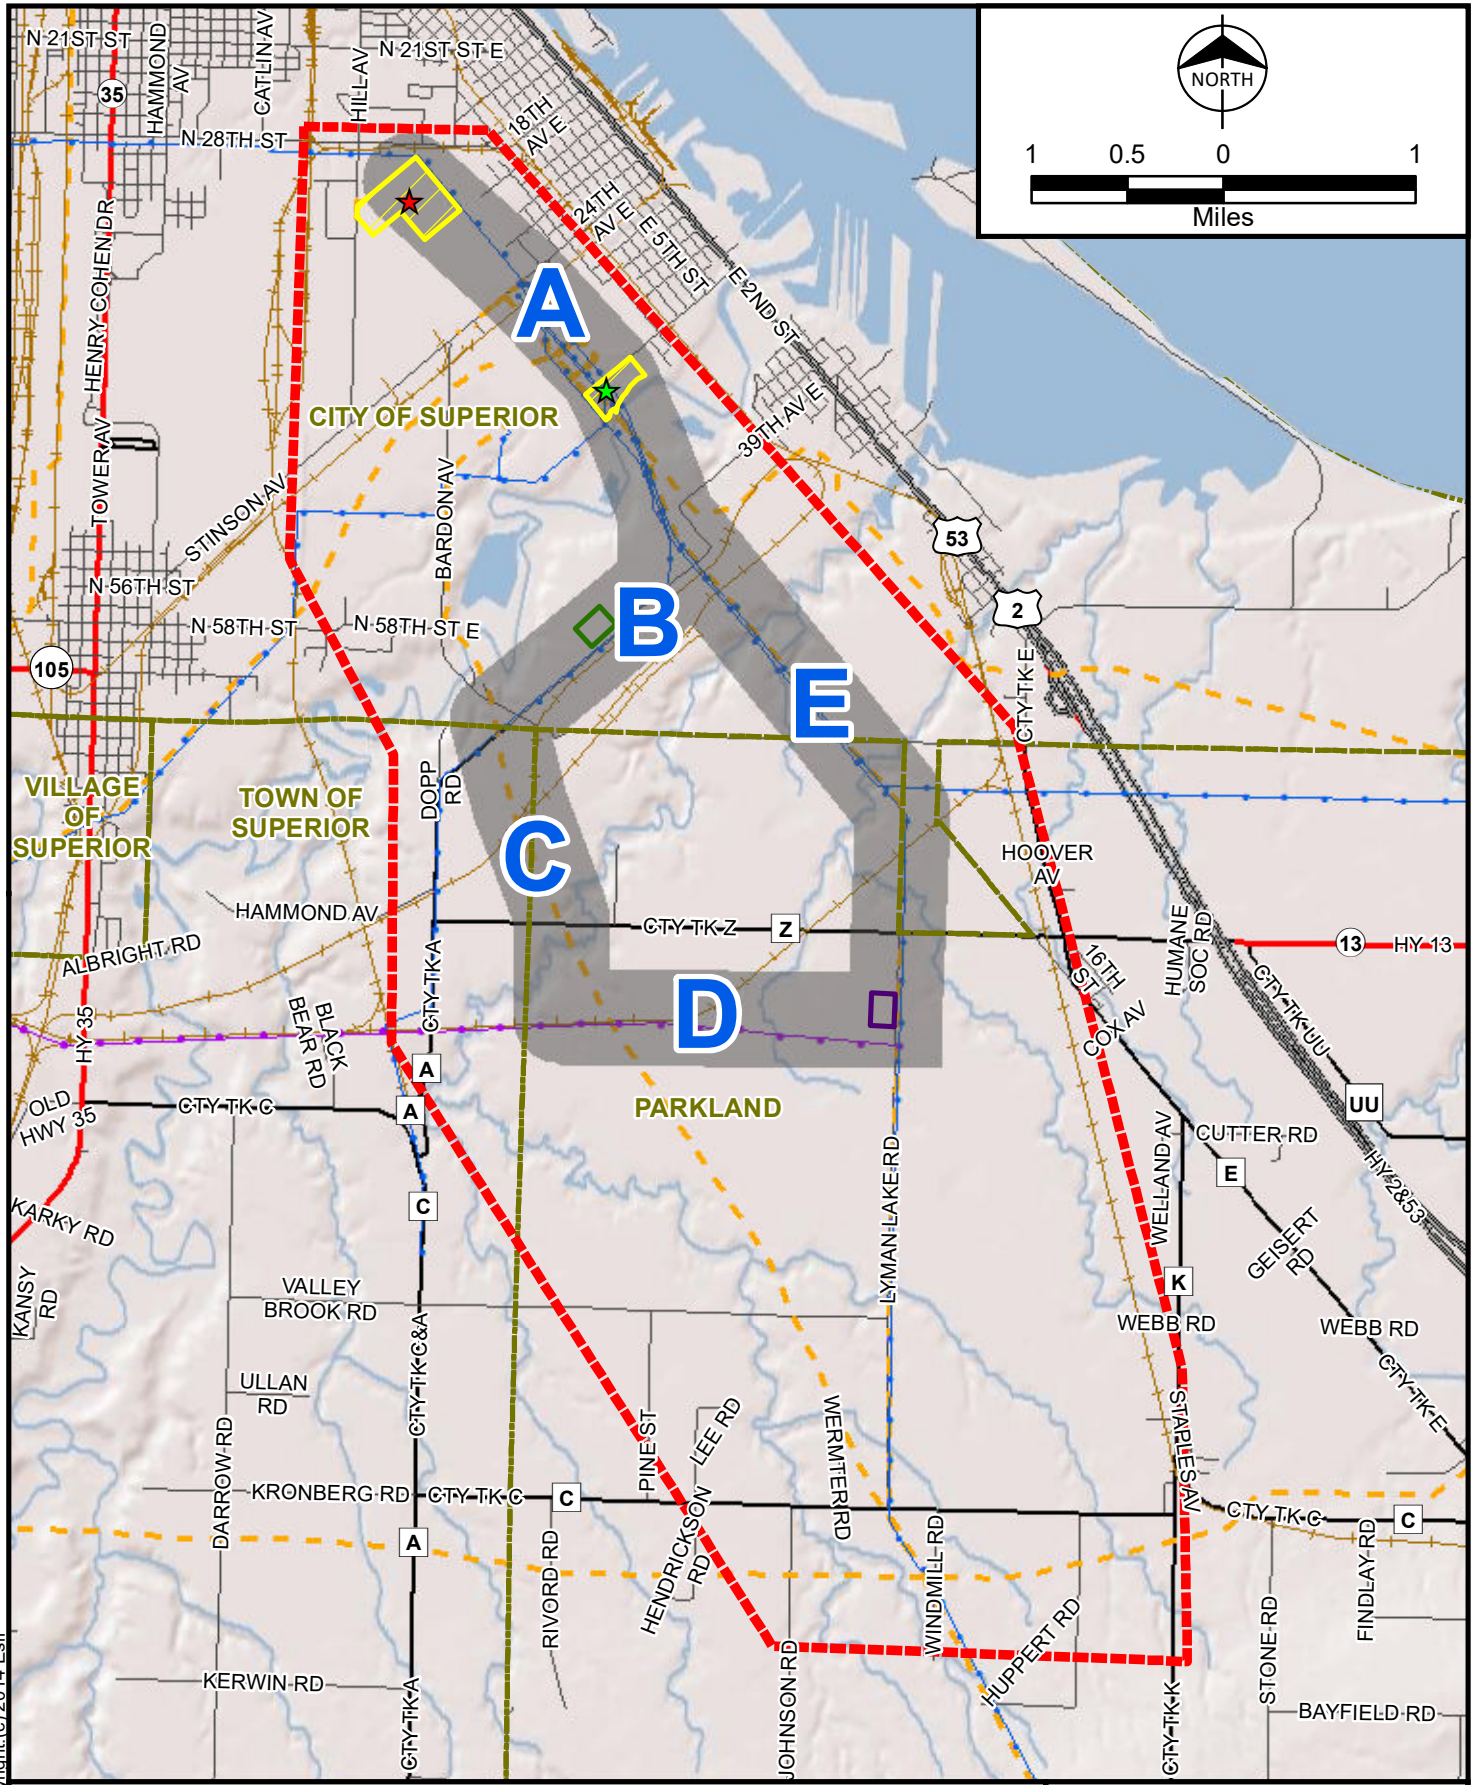 N 21ST ST
HAMMOND
AV
CATLIN AV
HILL AV
N 21ST ST E
NORTH
1 0.5 0 1
Miles
35
N 28TH ST
18TH
AV E
24TH
AV E
E 5TH ST
E 2ND ST
HENRY COHEN DR
A
CITY OF SUPERIOR
39TH AV E
TOWER AV
STINSON AV
BARDON AV
53
N 56TH ST
2
B
N 58TH ST
N 58TH ST E
105
E
CTY TK E
VILLAGE
OF
SUPERIOR
TOWN OF
SUPERIOR
DOPP
RD
C
HOOVER
AV
HAMMOND AV
CTY TK Z
Z
HUMANE
SOC RD
13
HY 13
ALBRIGHT RD
CTY TK A
16TH
ST
CTY TK UU
D
HY 35
BLACK
BEAR RD
COX AV
A
OLD
HWY 35
CTY TK C
A
PARKLAND
UU
CUTTER RD
WELLAND AV
E
HY 2&53
LYMAN LAKE RD
KARKY RD
C
GEISERT
RD
KANSY
RD
VALLEY
BROOK RD
K
WEBB RD
WEBB RD
CTY TK C&A
CTY TK E
ULLAN
RD
PINE ST
LEE RD
HENDRICKSON
RD
WERMTER RD
STAPLES AV
DARROW RD
KRONBERG RD
CTY TK C
C
CTY TK C
C
A
RIVORD RD
WINDMILL RD
FINDLAY RD
STONE RD
HUPPERT RD
KERWIN RD
CTY TK A
JOHNSON RD
CTY TK K
BAYFIELD RD